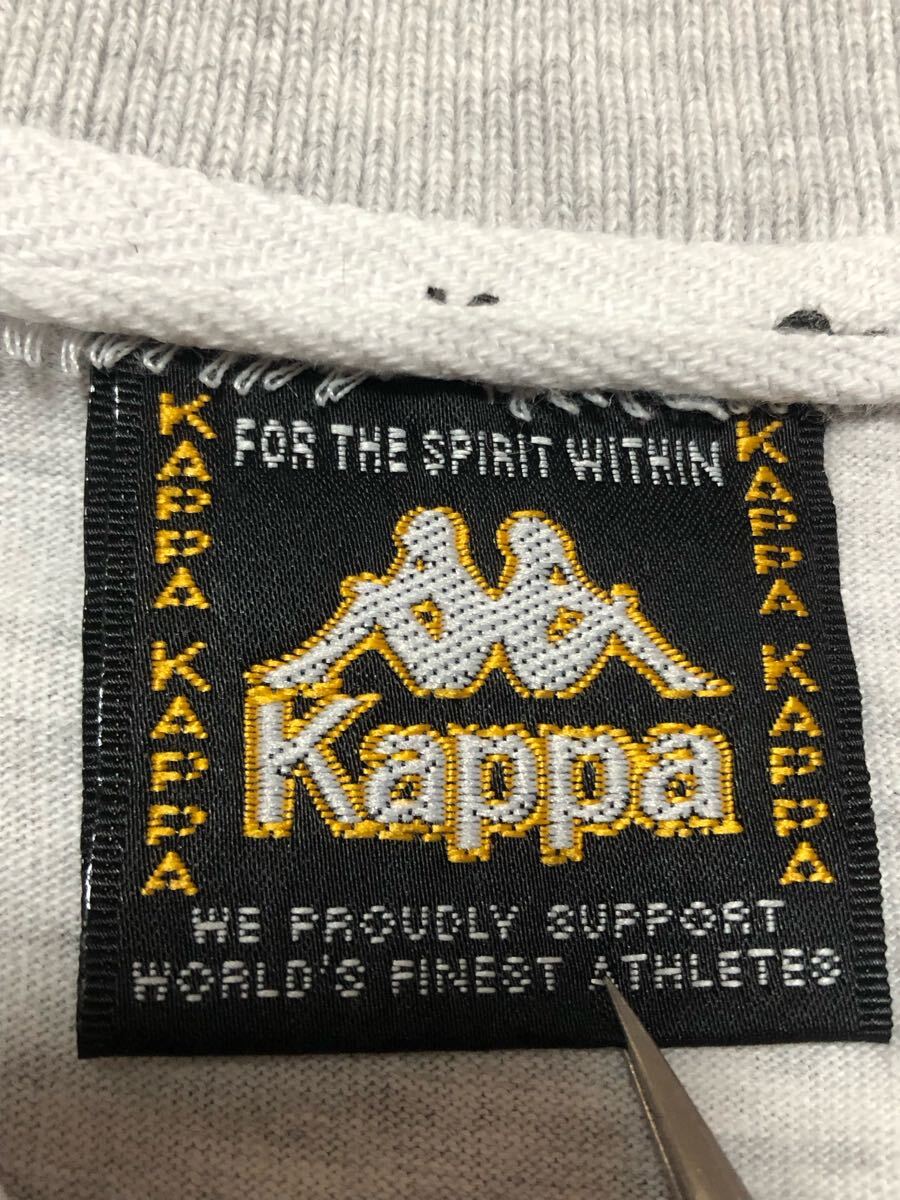 FOR THE SPIRIT WITHIN
KAPPA KAPPA
KAPPA KAPPA
Kappa
WE PROUDLY SUPPORT
WORLD'S FINEST ATHLETES